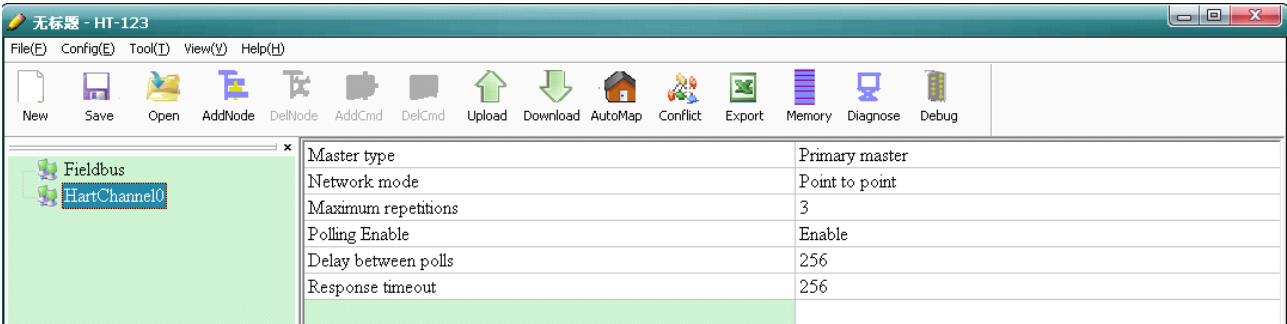 无标题 - HT-123
File(F) Config(E) Tool(T) View(V) Help(H)
New Save Open AddNode DelNode AddCmd DelCmd Upload Download AutoMap Conflict Export Memory Diagnose Debug
Fieldbus
HartChannel0
Master type Primary master
Network mode Point to point
Maximum repetitions 3
Polling Enable Enable
Delay between polls 256
Response timeout 256